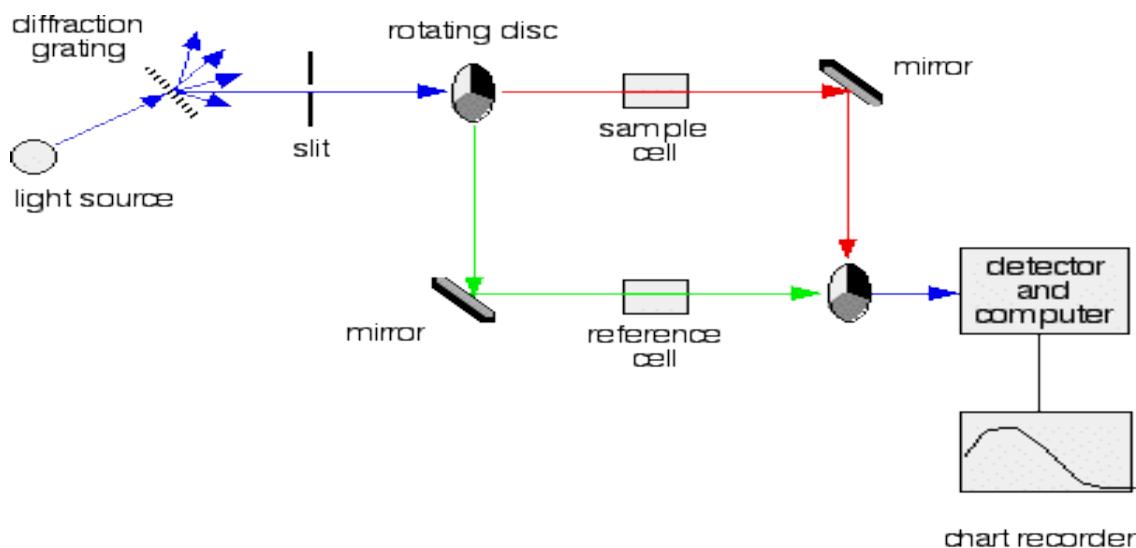 diffraction
grating
rotating disc
mirror
slit
sample
cell
light source
detector
and
computer
mirror
reference
cell
chart recorder